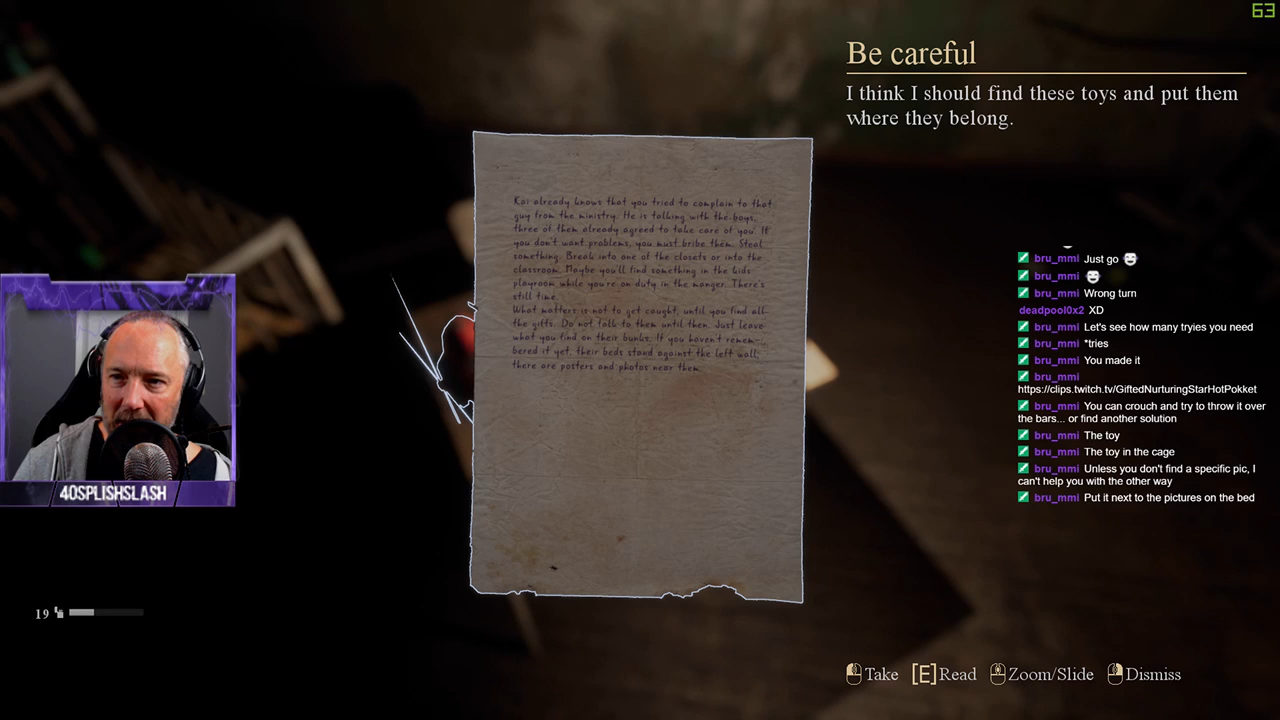 63
Be careful
I think I should find these toys and put them
where they belong.
Kai already knows that you tried to complain to that
guy from the ministry. He is talking with the boys,
three of them already agreed to take care of you. If
you don't want problems, you must bribe them. Steal
something. Break into one of the closets or into the
classroom. Maybe you'll find something in the kids
playroom while you're on duty in the manger. There's
still time.
What matters is not to get caught, until you find all
the gifts. Do not talk to them until then. Just leave
what you find on their bunks. If you haven't remem-
bered it yet, their beds stand against the left wall;
there are posters and photos near them.
bru_mmi Just go
bru_mmi
bru_mmi Wrong turn
deadpool0x2 XD
bru_mmi Let's see how many tryies you need
bru_mmi *tries
bru_mmi You made it
bru_mmi
https://clips.twitch.tv/GiftedNurturingStarHotPokket
bru_mmi You can crouch and try to throw it over
the bars... or find another solution
bru_mmi The toy
bru_mmi The toy in the cage
bru_mmi Unless you don't find a specific pic, I
can't help you with the other way
bru_mmi Put it next to the pictures on the bed
40SPLISHSLASH
19
Take [E]Read Zoom/Slide Dismiss